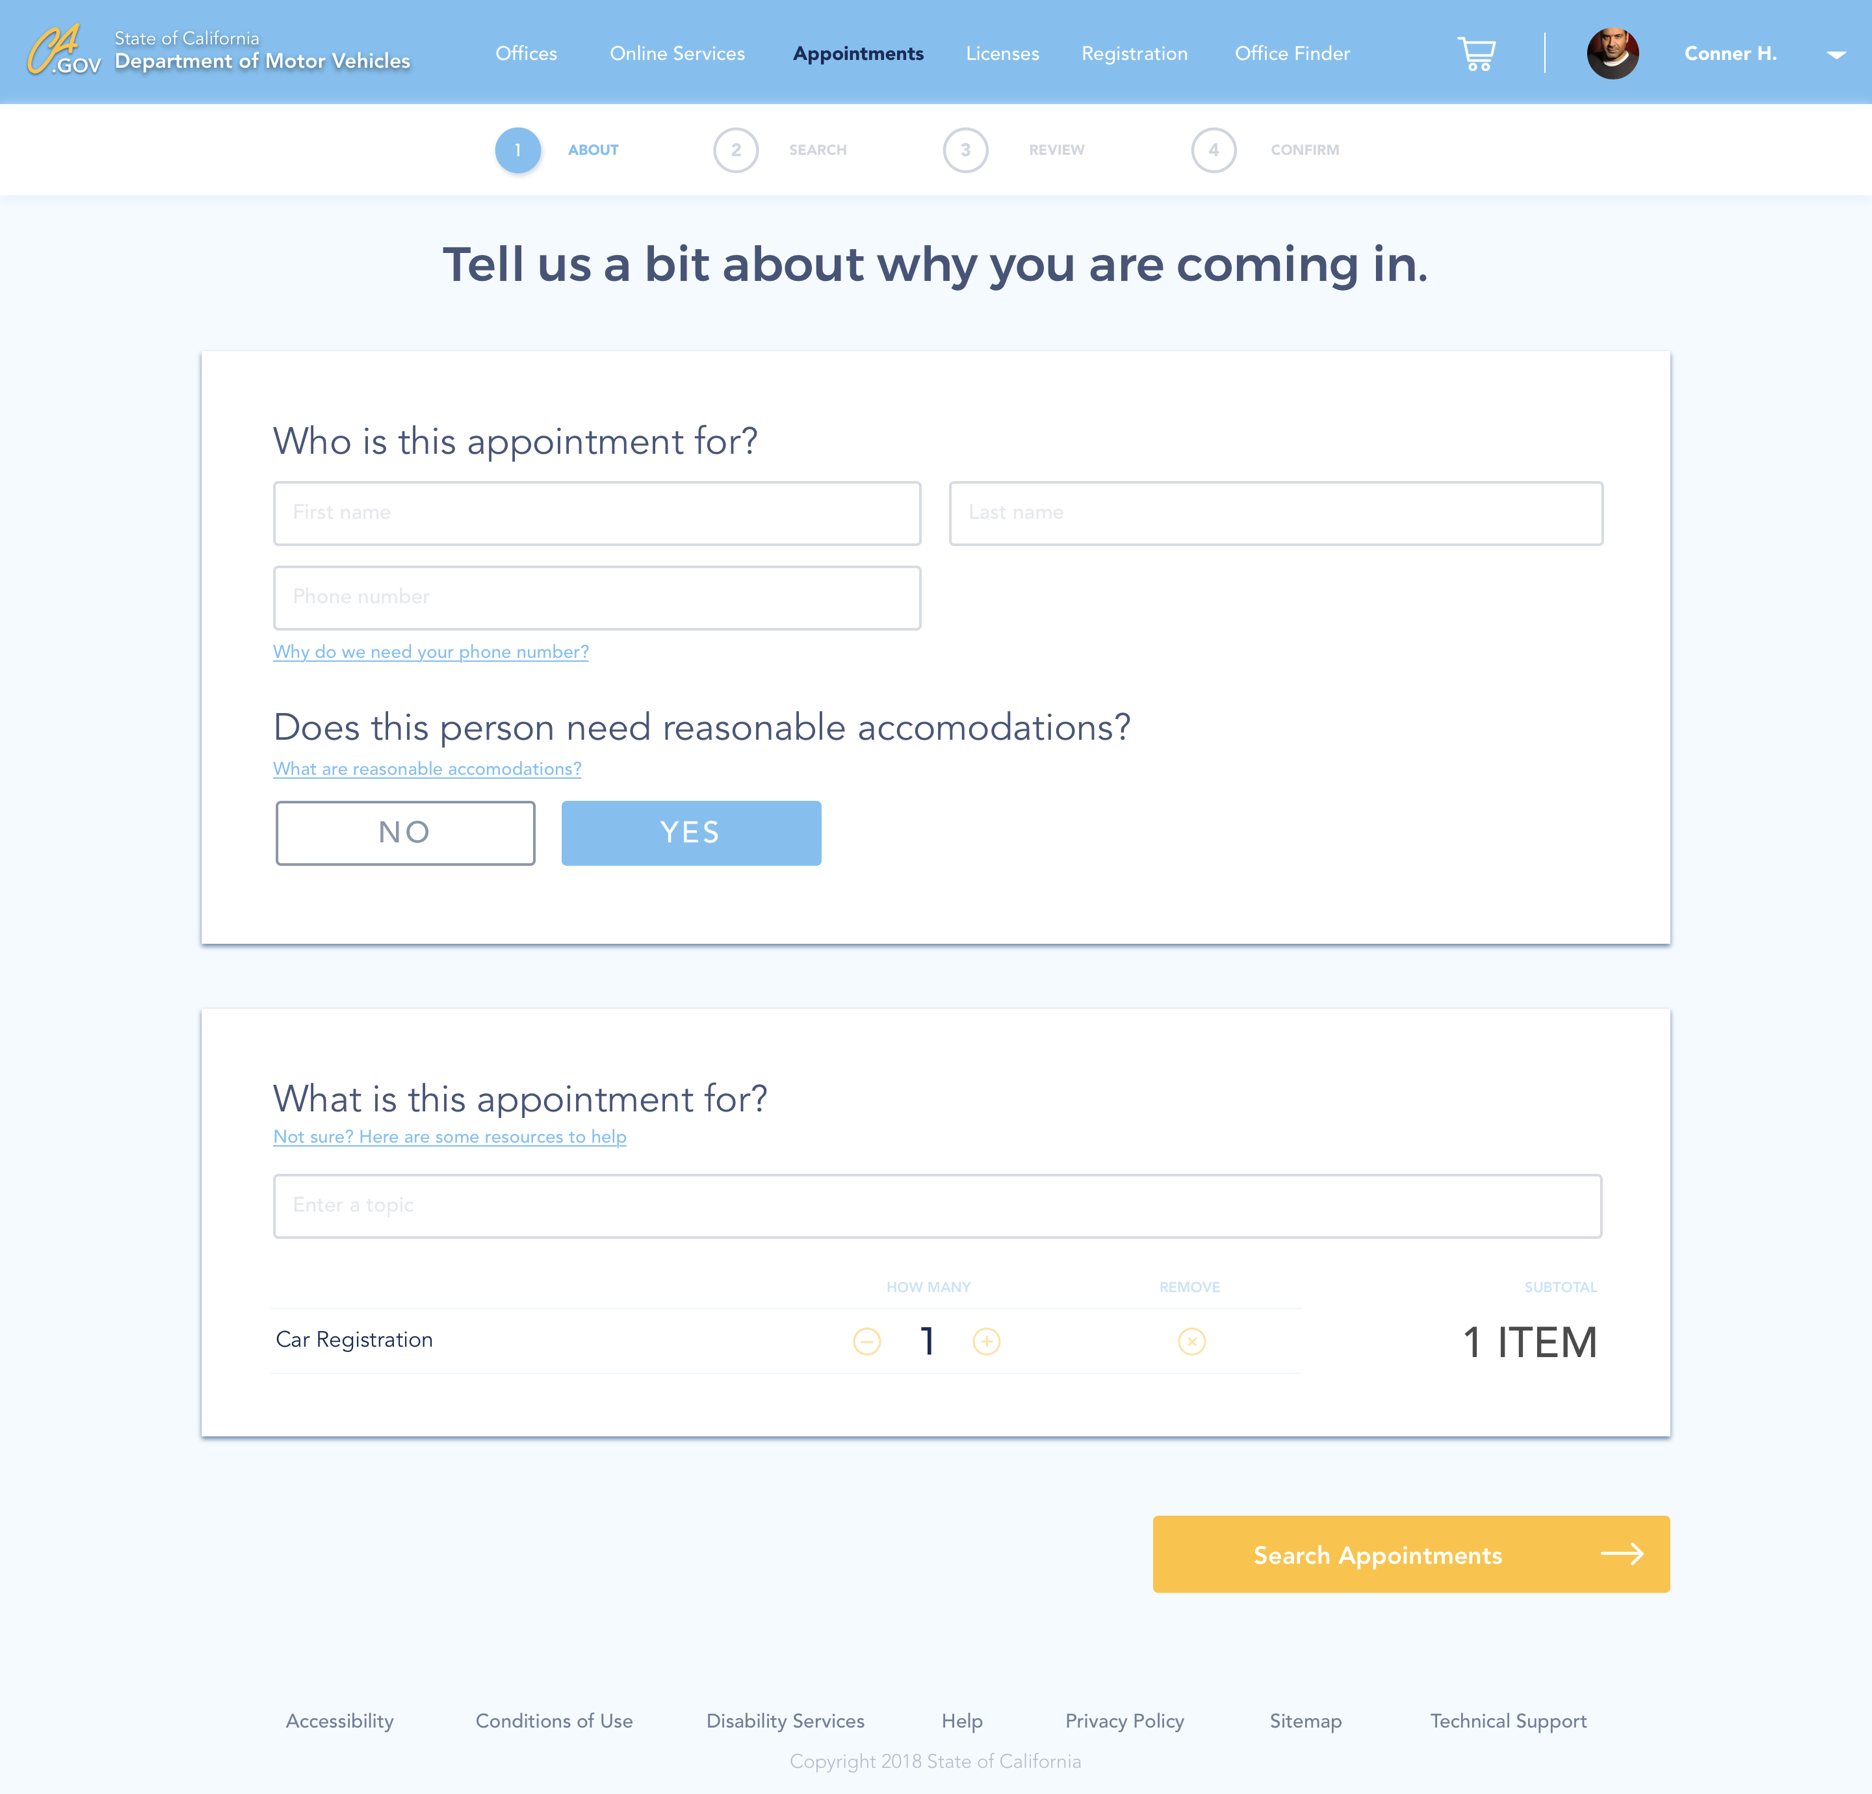 CA
.GOV
State of California
Department of Motor Vehicles
Offices
Online Services
Appointments
Licenses
Registration
Office Finder
Conner H.
1
ABOUT
2
SEARCH
3
REVIEW
4
CONFIRM
Tell us a bit about why you are coming in.
Who is this appointment for?
First name
Last name
Phone number
Why do we need your phone number?
Does this person need reasonable accomodations?
What are reasonable accomodations?
NO
YES
What is this appointment for?
Not sure? Here are some resources to help
Enter a topic
HOW MANY
REMOVE
SUBTOTAL
Car Registration
1
1 ITEM
Search Appointments
Accessibility
Conditions of Use
Disability Services
Help
Privacy Policy
Sitemap
Technical Support
Copyright 2018 State of California